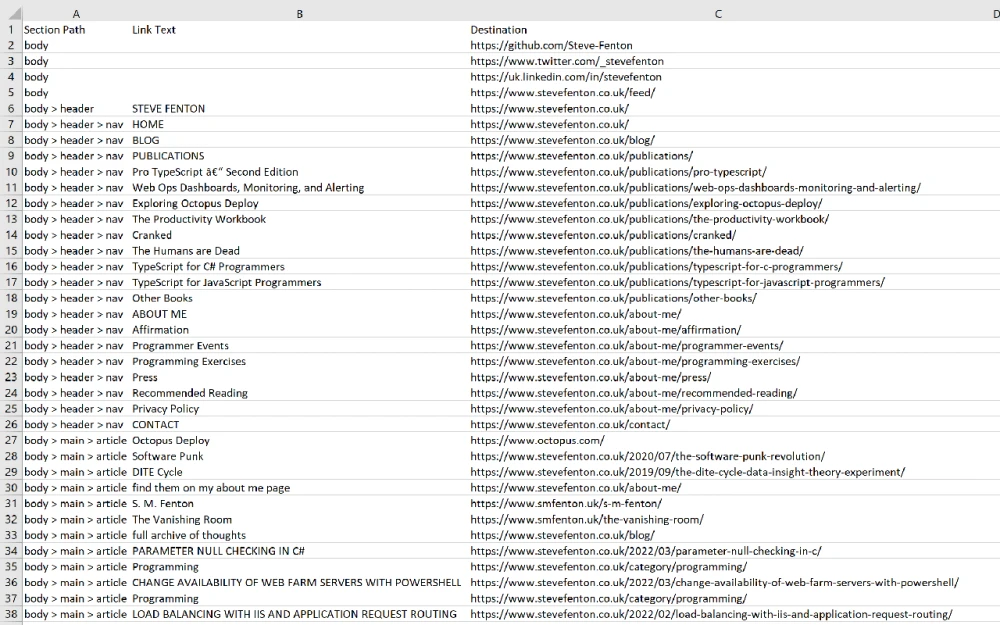 A B C D
1 Section Path Link Text Destination
2 body https://github.com/Steve-Fenton
3 body https://www.twitter.com/_stevefenton
4 body https://uk.linkedin.com/in/stevefenton
5 body https://www.stevefenton.co.uk/feed/
6 body > header STEVE FENTON https://www.stevefenton.co.uk/
7 body > header > nav HOME https://www.stevefenton.co.uk/
8 body > header > nav BLOG https://www.stevefenton.co.uk/blog/
9 body > header > nav PUBLICATIONS https://www.stevefenton.co.uk/publications/
10 body > header > nav Pro TypeScript â€“ Second Edition https://www.stevefenton.co.uk/publications/pro-typescript/
11 body > header > nav Web Ops Dashboards, Monitoring, and Alerting https://www.stevefenton.co.uk/publications/web-ops-dashboards-monitoring-and-alerting/
12 body > header > nav Exploring Octopus Deploy https://www.stevefenton.co.uk/publications/exploring-octopus-deploy/
13 body > header > nav The Productivity Workbook https://www.stevefenton.co.uk/publications/the-productivity-workbook/
14 body > header > nav Cranked https://www.stevefenton.co.uk/publications/cranked/
15 body > header > nav The Humans are Dead https://www.stevefenton.co.uk/publications/the-humans-are-dead/
16 body > header > nav TypeScript for C# Programmers https://www.stevefenton.co.uk/publications/typescript-for-c-programmers/
17 body > header > nav TypeScript for JavaScript Programmers https://www.stevefenton.co.uk/publications/typescript-for-javascript-programmers/
18 body > header > nav Other Books https://www.stevefenton.co.uk/publications/other-books/
19 body > header > nav ABOUT ME https://www.stevefenton.co.uk/about-me/
20 body > header > nav Affirmation https://www.stevefenton.co.uk/about-me/affirmation/
21 body > header > nav Programmer Events https://www.stevefenton.co.uk/about-me/programmer-events/
22 body > header > nav Programming Exercises https://www.stevefenton.co.uk/about-me/programming-exercises/
23 body > header > nav Press https://www.stevefenton.co.uk/about-me/press/
24 body > header > nav Recommended Reading https://www.stevefenton.co.uk/about-me/recommended-reading/
25 body > header > nav Privacy Policy https://www.stevefenton.co.uk/about-me/privacy-policy/
26 body > header > nav CONTACT https://www.stevefenton.co.uk/contact/
27 body > main > article Octopus Deploy https://www.octopus.com/
28 body > main > article Software Punk https://www.stevefenton.co.uk/2020/07/the-software-punk-revolution/
29 body > main > article DITE Cycle https://www.stevefenton.co.uk/2019/09/the-dite-cycle-data-insight-theory-experiment/
30 body > main > article find them on my about me page https://www.stevefenton.co.uk/about-me/
31 body > main > article S. M. Fenton https://www.smfenton.uk/s-m-fenton/
32 body > main > article The Vanishing Room https://www.smfenton.uk/the-vanishing-room/
33 body > main > article full archive of thoughts https://www.stevefenton.co.uk/blog/
34 body > main > article PARAMETER NULL CHECKING IN C# https://www.stevefenton.co.uk/2022/03/parameter-null-checking-in-c/
35 body > main > article Programming https://www.stevefenton.co.uk/category/programming/
36 body > main > article CHANGE AVAILABILITY OF WEB FARM SERVERS WITH POWERSHELL https://www.stevefenton.co.uk/2022/03/change-availability-of-web-farm-servers-with-powershell/
37 body > main > article Programming https://www.stevefenton.co.uk/category/programming/
38 body > main > article LOAD BALANCING WITH IIS AND APPLICATION REQUEST ROUTING https://www.stevefenton.co.uk/2022/02/load-balancing-with-iis-and-application-request-routing/